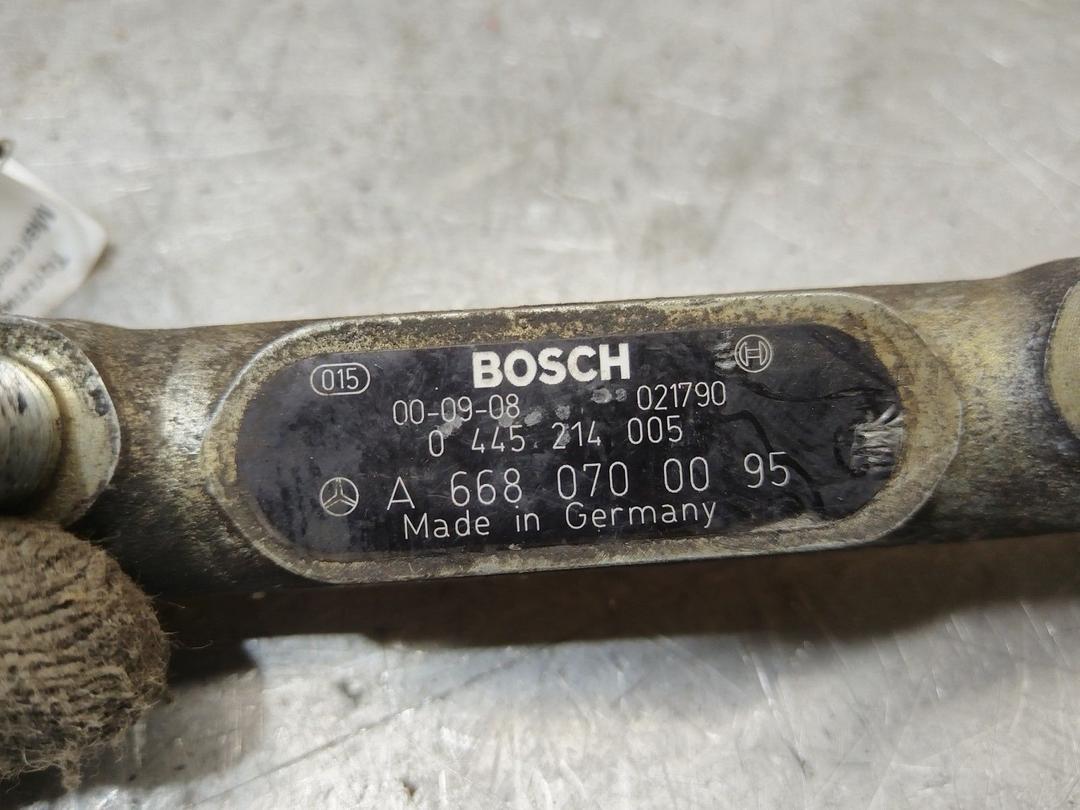 015 BOSCH
00-09-08 021790
0 445 214 005
A 668 070 00 95
Made in Germany